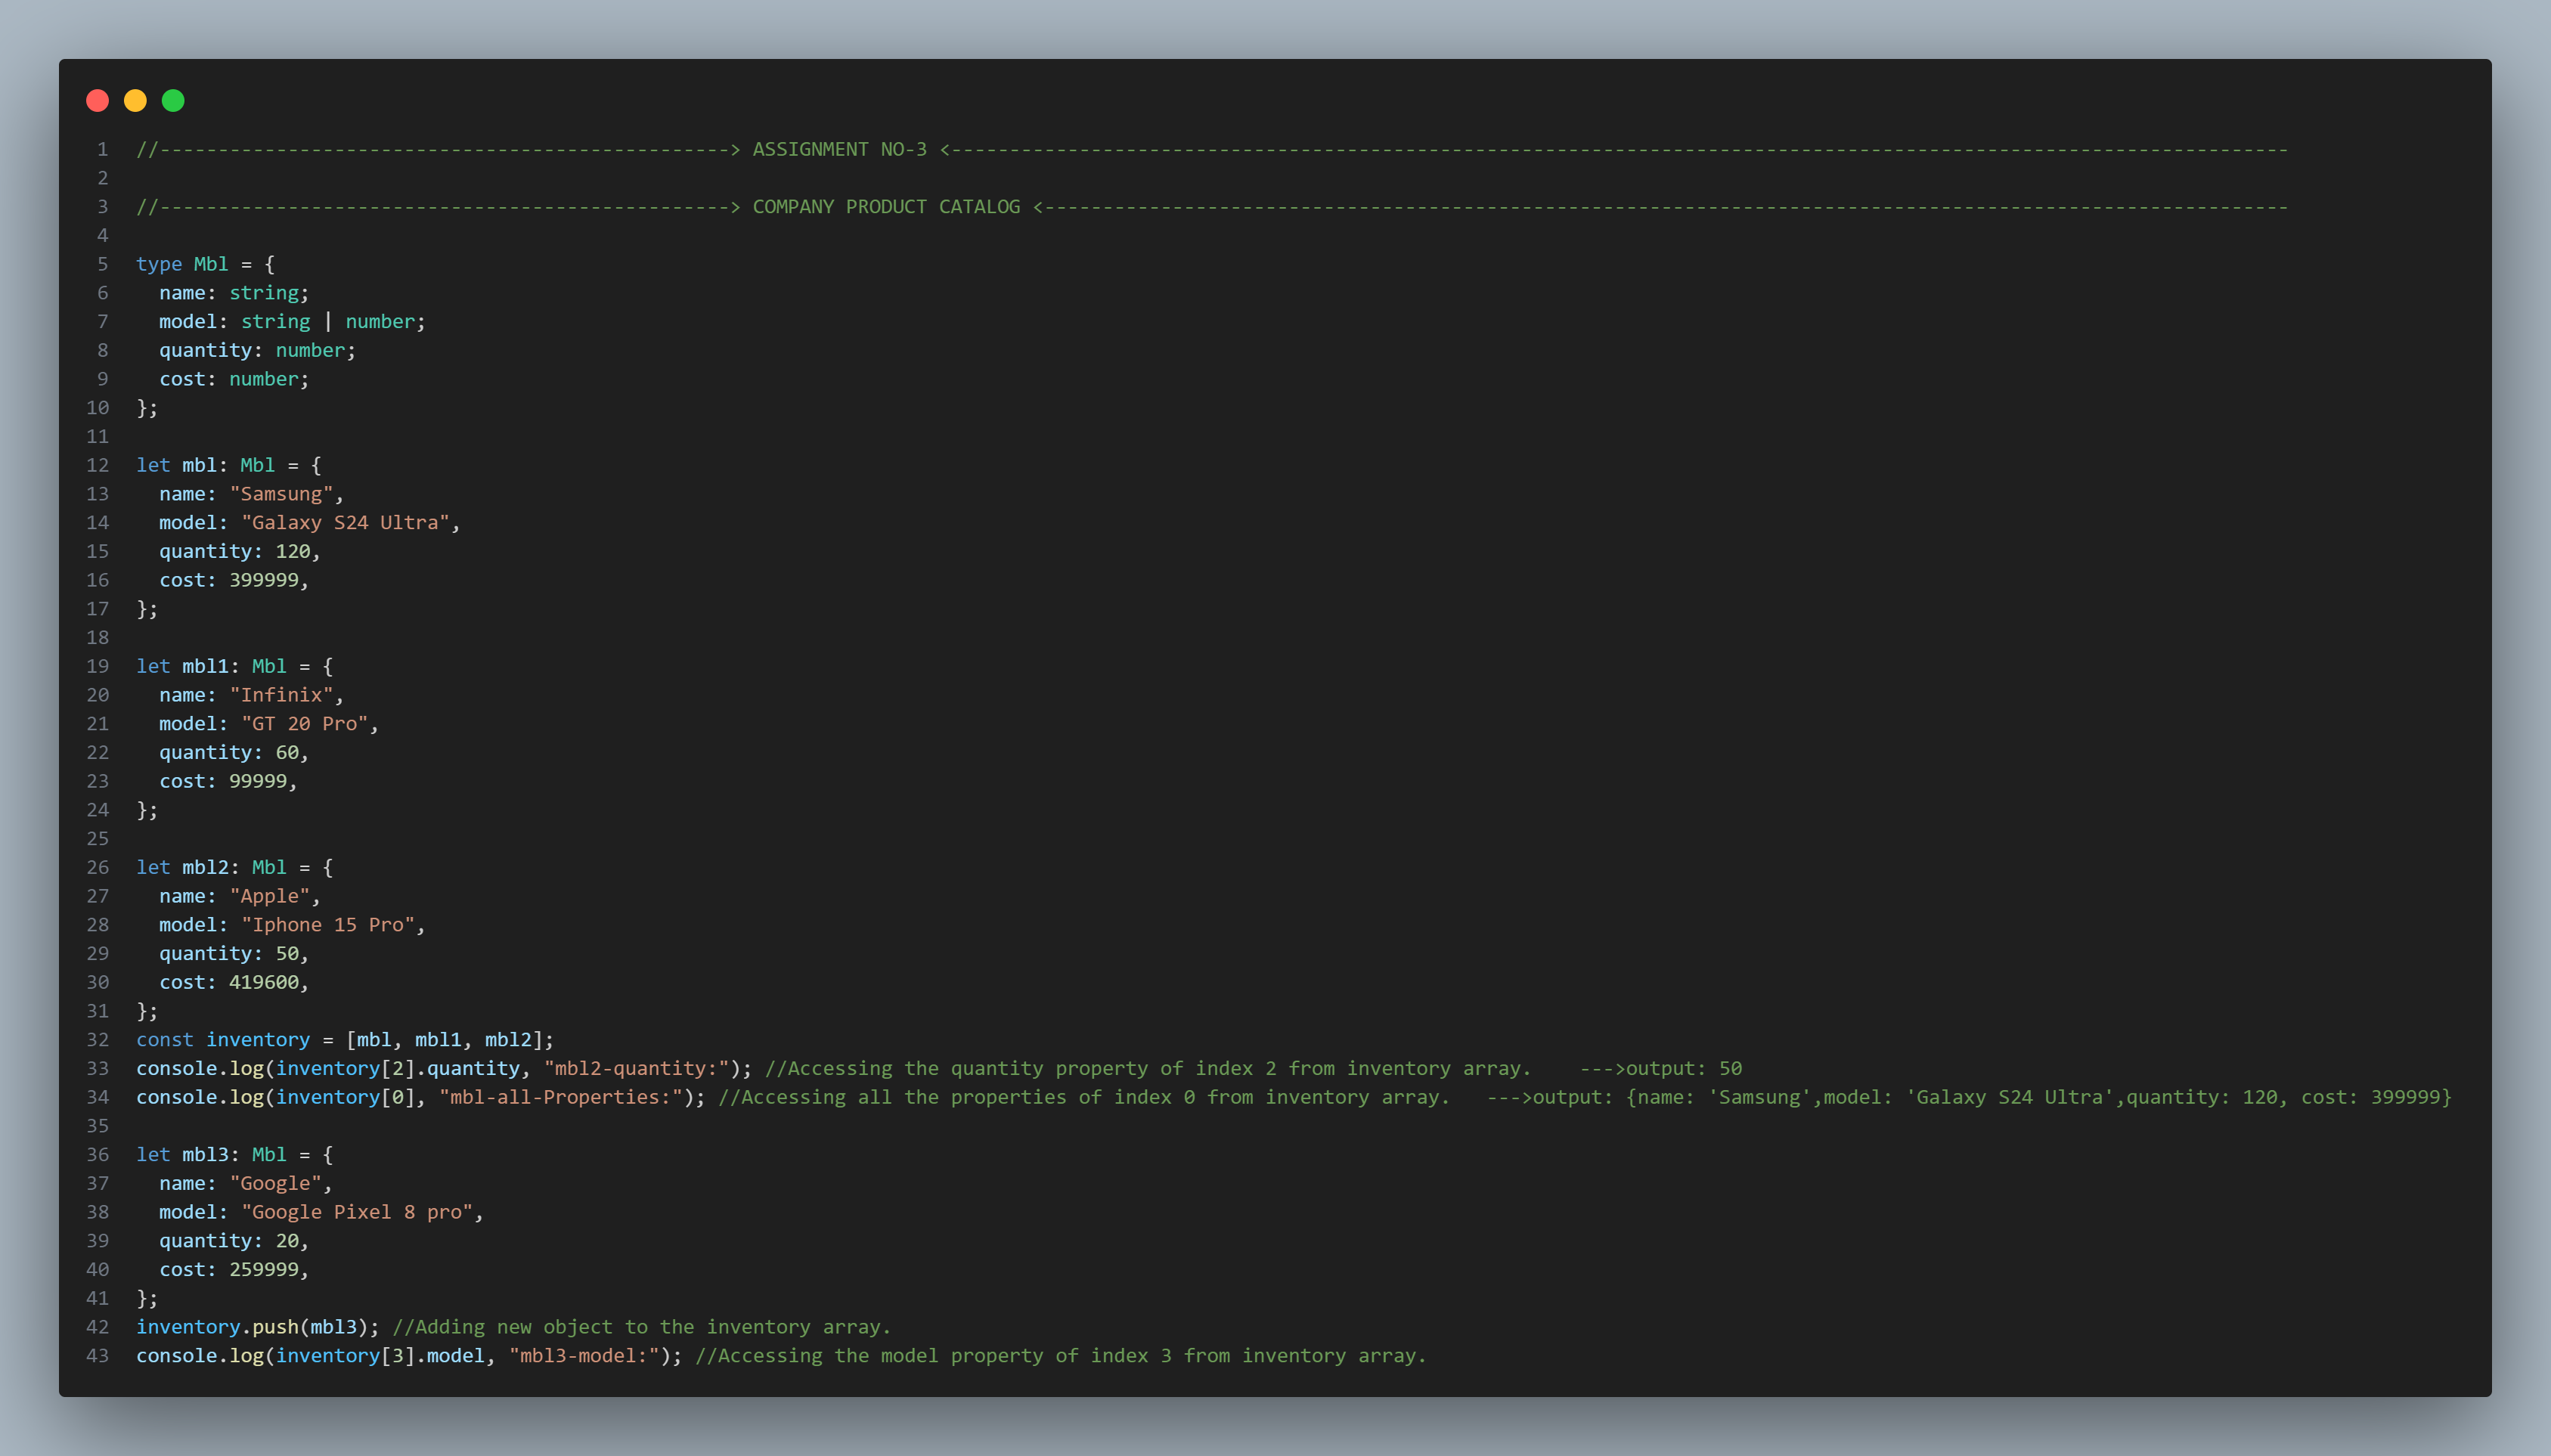 1 //-------------------------------------------------> ASSIGNMENT NO-3 <-------------------------------------------------------------------------------------------------------------------
2
3 //-------------------------------------------------> COMPANY PRODUCT CATALOG <-----------------------------------------------------------------------------------------------------------
4
5 type Mbl = {
6   name: string;
7   model: string | number;
8   quantity: number;
9   cost: number;
10 };
11
12 let mbl: Mbl = {
13   name: "Samsung",
14   model: "Galaxy S24 Ultra",
15   quantity: 120,
16   cost: 399999,
17 };
18
19 let mbl1: Mbl = {
20   name: "Infinix",
21   model: "GT 20 Pro",
22   quantity: 60,
23   cost: 99999,
24 };
25
26 let mbl2: Mbl = {
27   name: "Apple",
28   model: "Iphone 15 Pro",
29   quantity: 50,
30   cost: 419600,
31 };
32 const inventory = [mbl, mbl1, mbl2];
33 console.log(inventory[2].quantity, "mbl2-quantity:"); //Accessing the quantity property of index 2 from inventory array.    --->output: 50
34 console.log(inventory[0], "mbl-all-Properties:"); //Accessing all the properties of index 0 from inventory array.   --->output: {name: 'Samsung',model: 'Galaxy S24 Ultra',quantity: 120, cost: 399999}
35
36 let mbl3: Mbl = {
37   name: "Google",
38   model: "Google Pixel 8 pro",
39   quantity: 20,
40   cost: 259999,
41 };
42 inventory.push(mbl3); //Adding new object to the inventory array.
43 console.log(inventory[3].model, "mbl3-model:"); //Accessing the model property of index 3 from inventory array.